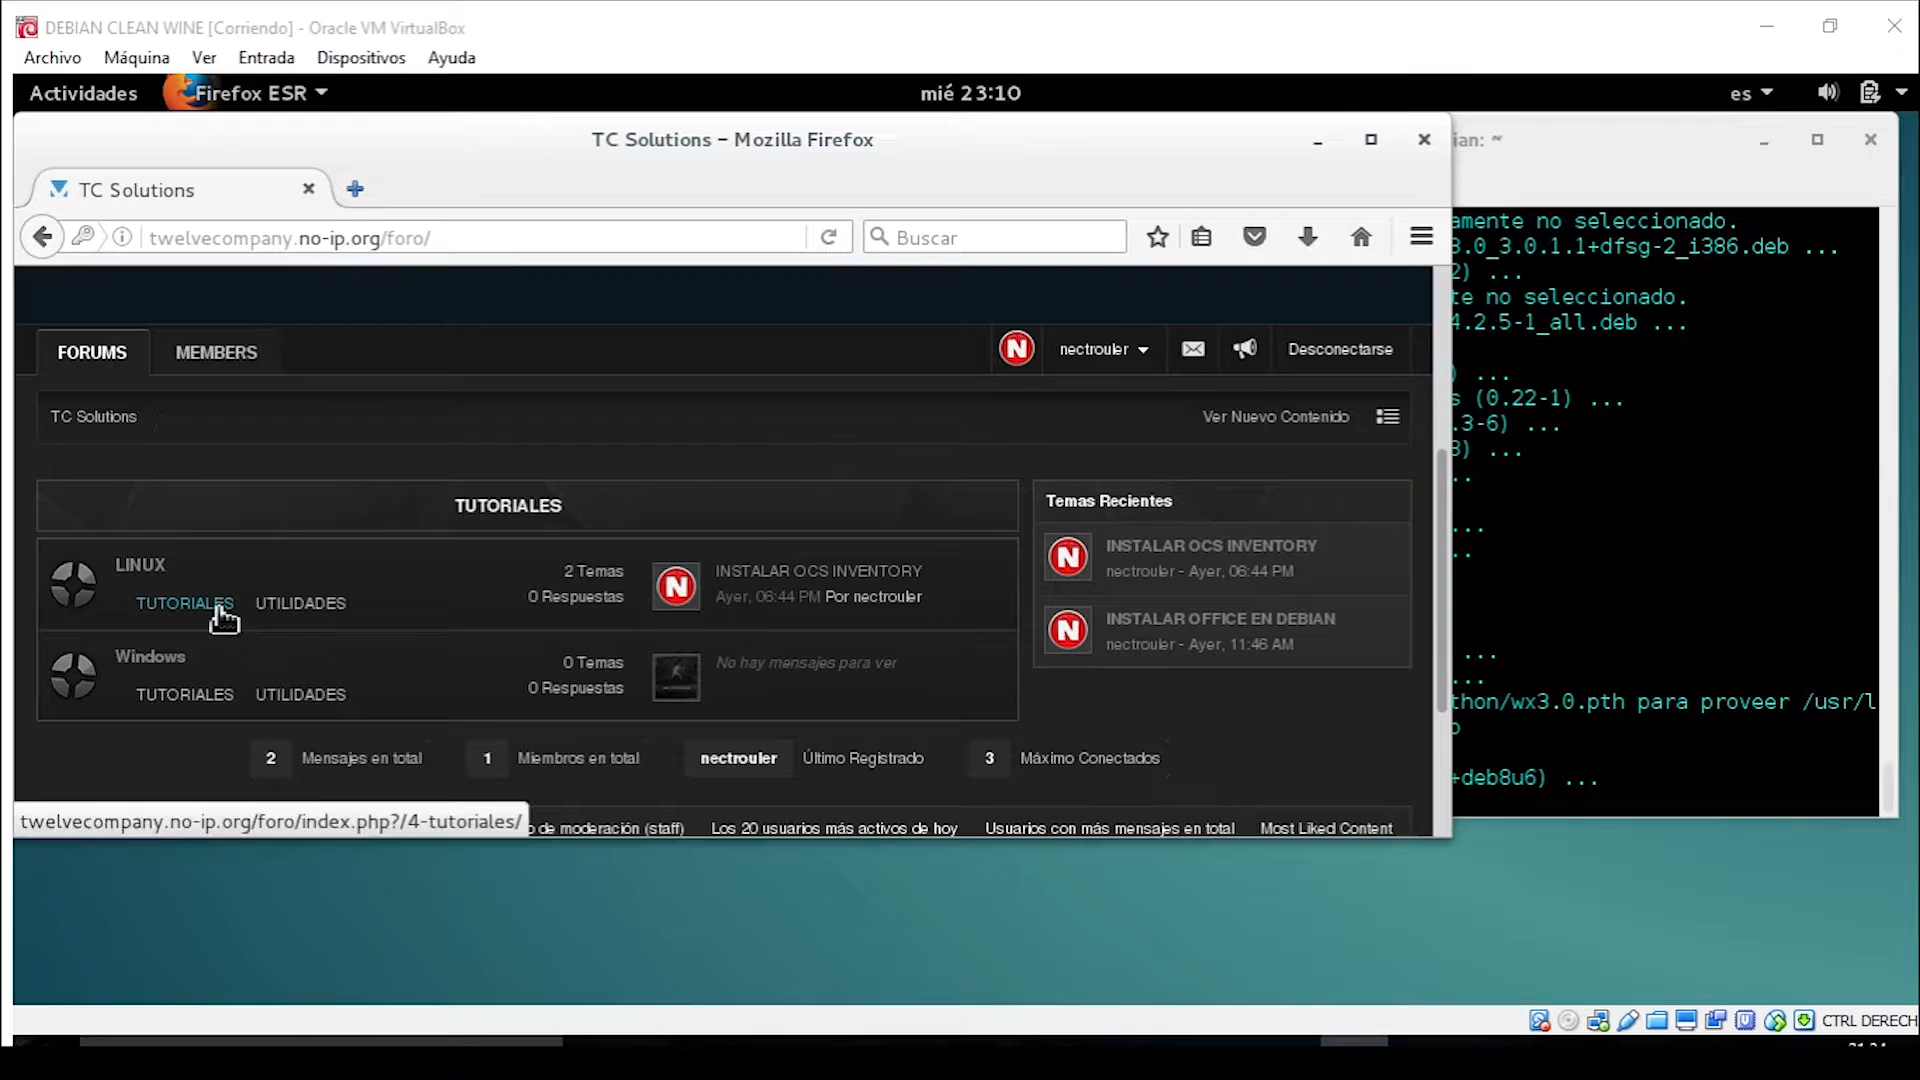 DEBIAN CLEAN WINE [Corriendo] - Oracle VM VirtualBox
Archivo Máquina Ver Entrada Dispositivos Ayuda
Actividades Firefox ESR mié 23:10 es
TC Solutions - Mozilla Firefox
ian: ~
TC Solutions
twelvecompany.no-ip.org/foro/ Buscar
FORUMS MEMBERS nectrouler Desconectarse
TC Solutions Ver Nuevo Contenido
TUTORIALES
LINUX
TUTORIALES UTILIDADES
2 Temas
0 Respuestas
INSTALAR OCS INVENTORY
Ayer, 06:44 PM Por nectrouler
Windows
TUTORIALES UTILIDADES
0 Temas
0 Respuestas
No hay mensajes para ver
Temas Recientes
INSTALAR OCS INVENTORY
nectrouler - Ayer, 06:44 PM
INSTALAR OFFICE EN DEBIAN
nectrouler - Ayer, 11:46 AM
2 Mensajes en total 1 Miembros en total nectrouler Último Registrado 3 Máximo Conectados
twelvecompany.no-ip.org/foro/index.php?/4-tutoriales/
o de moderación (staff) Los 20 usuarios más activos de hoy Usuarios con más mensajes en total Most Liked Content
amente no seleccionado.
3.0_3.0.1.1+dfsg-2_i386.deb ...
2) ...
te no seleccionado.
4.2.5-1_all.deb ...
) ...
s (0.22-1) ...
.3-6) ...
8) ...
..
...
..
...
...
thon/wx3.0.pth para proveer /usr/l
o
+deb8u6) ...
CTRL DERECH